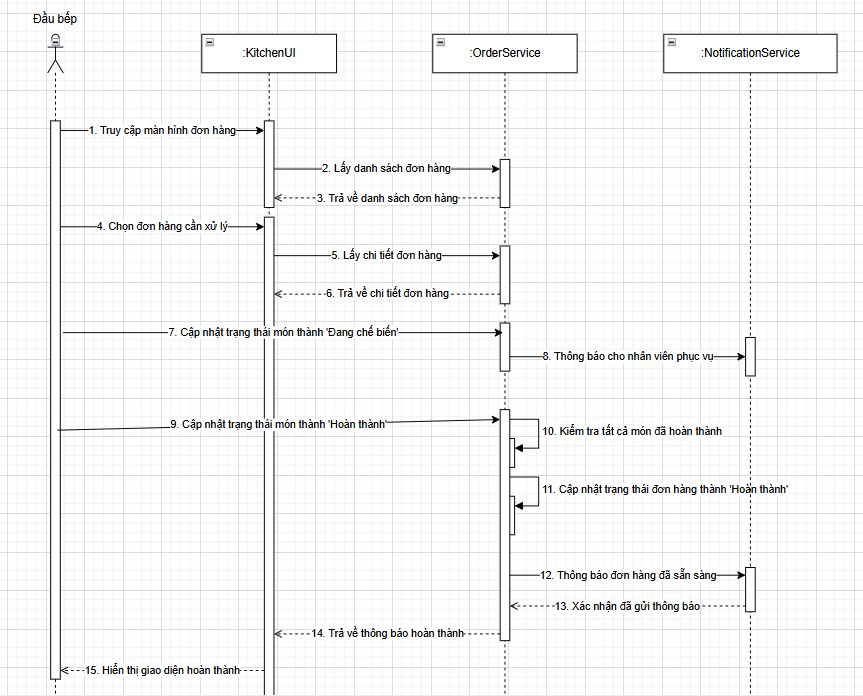 Đầu bếp
:KitchenUI
:OrderService
:NotificationService
1. Truy cập màn hình đơn hàng
2. Lấy danh sách đơn hàng
3. Trả về danh sách đơn hàng
4. Chọn đơn hàng cần xử lý
5. Lấy chi tiết đơn hàng
6. Trả về chi tiết đơn hàng
7. Cập nhật trạng thái món thành 'Đang chế biến'
8. Thông báo cho nhân viên phục vụ
9. Cập nhật trạng thái món thành 'Hoàn thành'
10. Kiểm tra tất cả món đã hoàn thành
11. Cập nhật trạng thái đơn hàng thành 'Hoàn thành'
12. Thông báo đơn hàng đã sẵn sàng
13. Xác nhận đã gửi thông báo
14. Trả về thông báo hoàn thành
15. Hiển thị giao diện hoàn thành